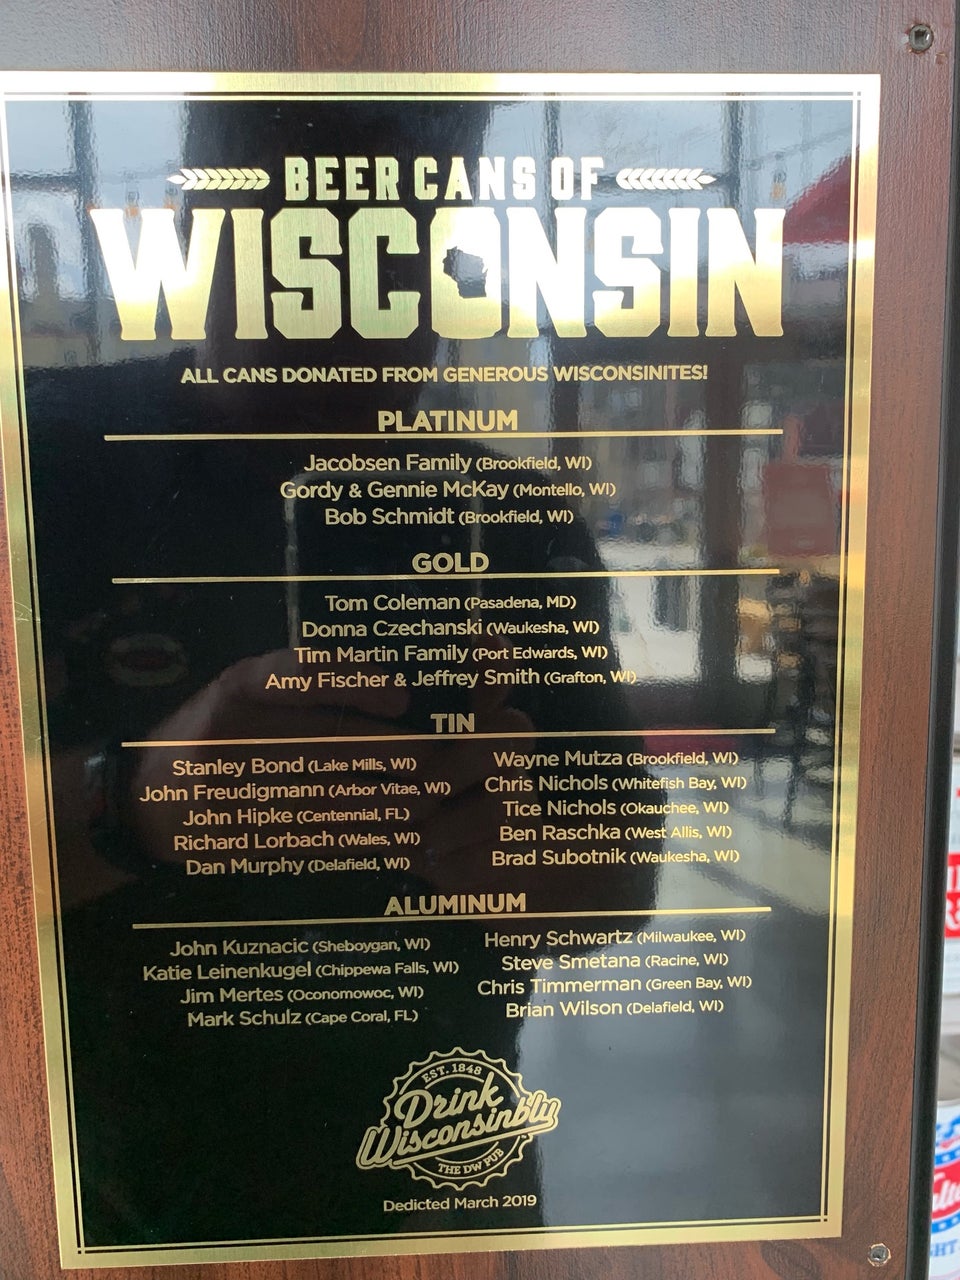 BEER CANS OF
WISCONSIN
ALL CANS DONATED FROM GENEROUS WISCONSINITES!
PLATINUM
Jacobsen Family (Brookfield, WI)
Gordy & Gennie McKay (Montello, WI)
Bob Schmidt (Brookfield, WI)
GOLD
Tom Coleman (Pasadena, MD)
Donna Czechanski (Waukesha, WI)
Tim Martin Family (Port Edwards, WI)
Amy Fischer & Jeffrey Smith (Grafton, WI)
TIN
Stanley Bond (Lake Mills, WI)
John Freudigmann (Arbor Vitae, WI)
John Hipke (Centennial, FL)
Richard Lorbach (Wales, WI)
Dan Murphy (Delafield, WI)
Wayne Mutza (Brookfield, WI)
Chris Nichols (Whitefish Bay, WI)
Tice Nichols (Okauchee, WI)
Ben Raschka (West Allis, WI)
Brad Subotnik (Waukesha, WI)
ALUMINUM
John Kuznacic (Sheboygan, WI)
Katie Leinenkugel (Chippewa Falls, WI)
Jim Mertes (Oconomowoc, WI)
Mark Schulz (Cape Coral, FL)
Henry Schwartz (Milwaukee, WI)
Steve Smetana (Racine, WI)
Chris Timmerman (Green Bay, WI)
Brian Wilson (Delafield, WI)
EST. 1848
Drink
Wisconsinbly
THE DW PUB
Dedicted March 2019